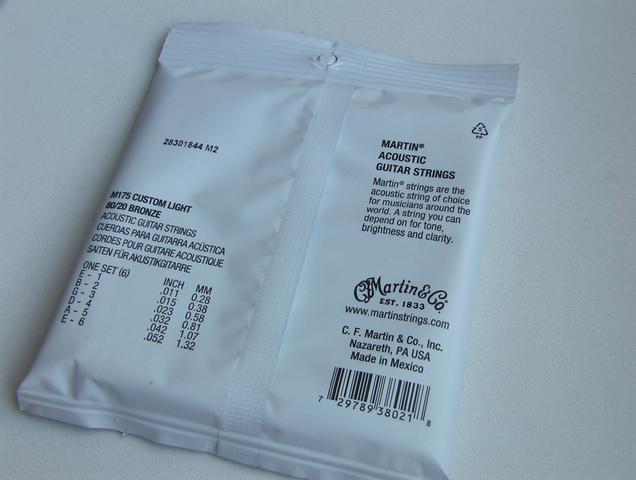 28301844 M2
M175 CUSTOM LIGHT
80/20 BRONZE
ACOUSTIC GUITAR STRINGS
CUERDAS PARA GUITARRA ACÚSTICA
CORDES POUR GUITARE ACOUSTIQUE
SAITEN FÜR AKUSTIKGITARRE
ONE SET (6) INCH MM
E - 1 .011 0.28
B - 2 .015 0.38
G - 3 .023 0.58
D - 4 .032 0.81
A - 5 .042 1.07
E - 6 .052 1.32
5
PP
MARTIN®
ACOUSTIC
GUITAR STRINGS
Martin® strings are the
acoustic string of choice
for musicians around the
world. A string you can
depend on for tone,
brightness and clarity.
CF Martin & Co.
EST. 1833
www.martinstrings.com
C. F. Martin & Co., Inc.
Nazareth, PA USA
Made in Mexico
7 29789 38021 8